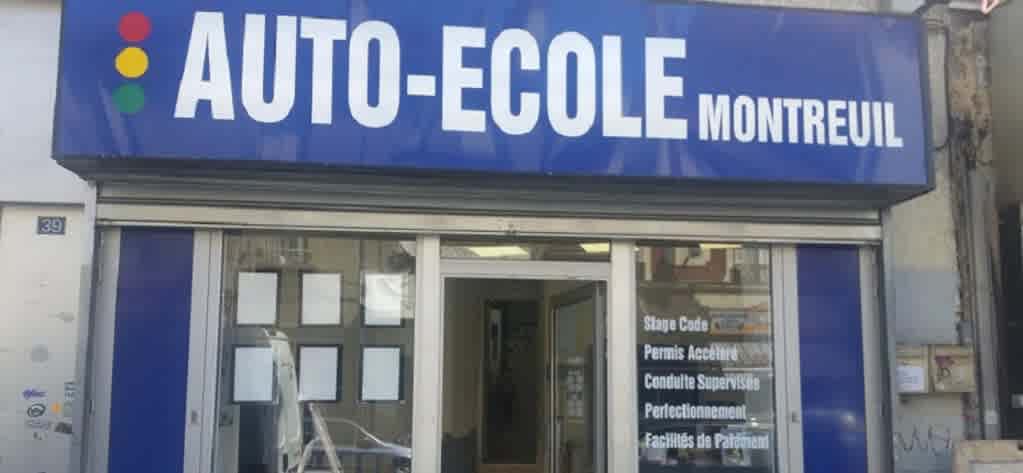 AUTO-ECOLE MONTREUIL
39
Stage Code
Permis Accéléré
Conduite Supervisée
Perfectionnement
Facilités de Paiement